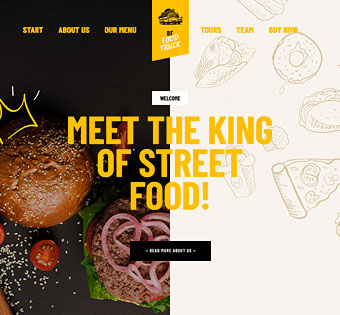 START ABOUT US OUR MENU
BF
FOOD
TRUCK
TOURS TEAM BUY NOW
WELCOME
MEET THE KING
OF STREET
FOOD!
— READ MORE ABOUT US —